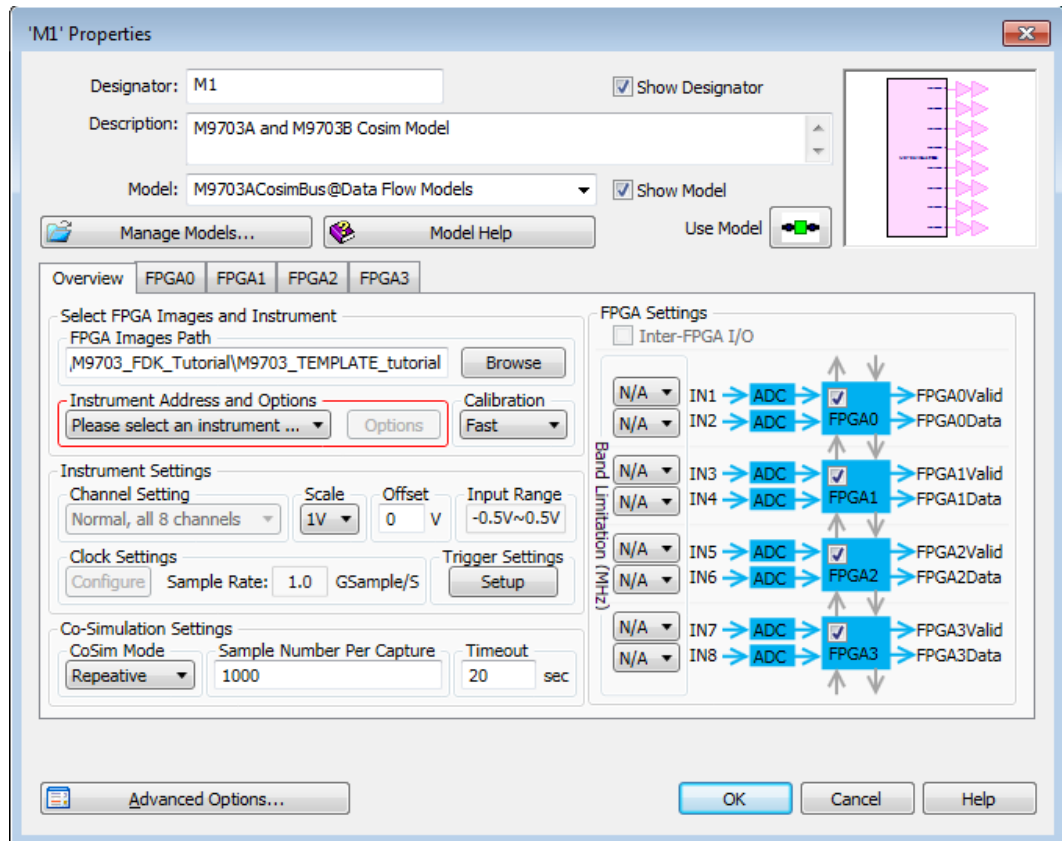 'M1' Properties
Designator: M1
Show Designator
Description: M9703A and M9703B Cosim Model
Model: M9703ACosimBus@Data Flow Models
Show Model
Manage Models...
Model Help
Use Model
Overview FPGA0 FPGA1 FPGA2 FPGA3
Select FPGA Images and Instrument
FPGA Images Path
M9703_FDK_Tutorial\M9703_TEMPLATE_tutorial Browse
Instrument Address and Options
Please select an instrument ... Options
Calibration
Fast
Instrument Settings
Channel Setting
Normal, all 8 channels
Scale
1V
Offset
0 V
Input Range
-0.5V~0.5V
Clock Settings
Configure Sample Rate: 1.0 GSample/S
Trigger Settings
Setup
Co-Simulation Settings
CoSim Mode
Repeative
Sample Number Per Capture
1000
Timeout
20 sec
FPGA Settings
Inter-FPGA I/O
Band Limitation (MHz)
N/A IN1 ADC FPGA0Valid
N/A IN2 ADC FPGA0 FPGA0Data
N/A IN3 ADC FPGA1Valid
N/A IN4 ADC FPGA1 FPGA1Data
N/A IN5 ADC FPGA2Valid
N/A IN6 ADC FPGA2 FPGA2Data
N/A IN7 ADC FPGA3Valid
N/A IN8 ADC FPGA3 FPGA3Data
Advanced Options...
OK
Cancel
Help